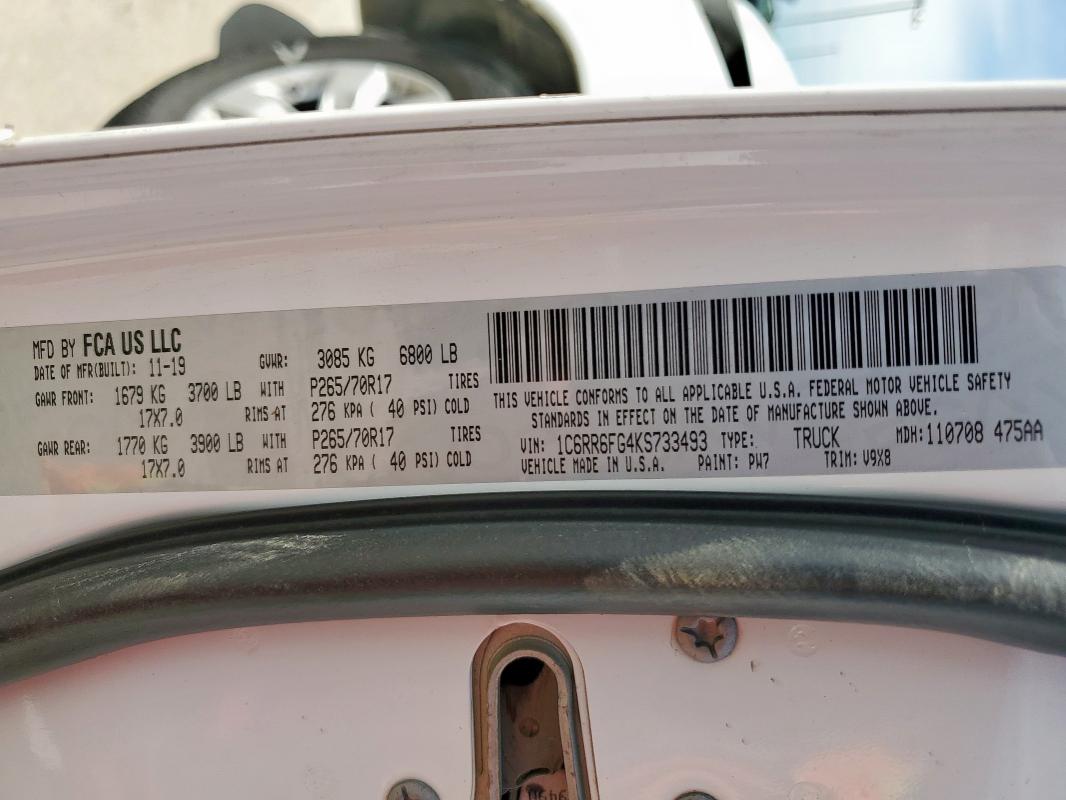 MFD BY FCA US LLC
DATE OF MFR(BUILT): 11-19 GVWR: 3085 KG 6800 LB
GAWR FRONT: 1679 KG 3700 LB WITH P265/70R17 TIRES
17X7.0 RIMS AT 276 KPA ( 40 PSI) COLD
GAWR REAR: 1770 KG 3900 LB WITH P265/70R17 TIRES
17X7.0 RIMS AT 276 KPA ( 40 PSI) COLD
THIS VEHICLE CONFORMS TO ALL APPLICABLE U.S.A. FEDERAL MOTOR VEHICLE SAFETY
STANDARDS IN EFFECT ON THE DATE OF MANUFACTURE SHOWN ABOVE.
VIN: 1C6RR6FG4KS733493 TYPE: TRUCK MDH:110708 475AA
VEHICLE MADE IN U.S.A. PAINT: PW7 TRIM: V9X8